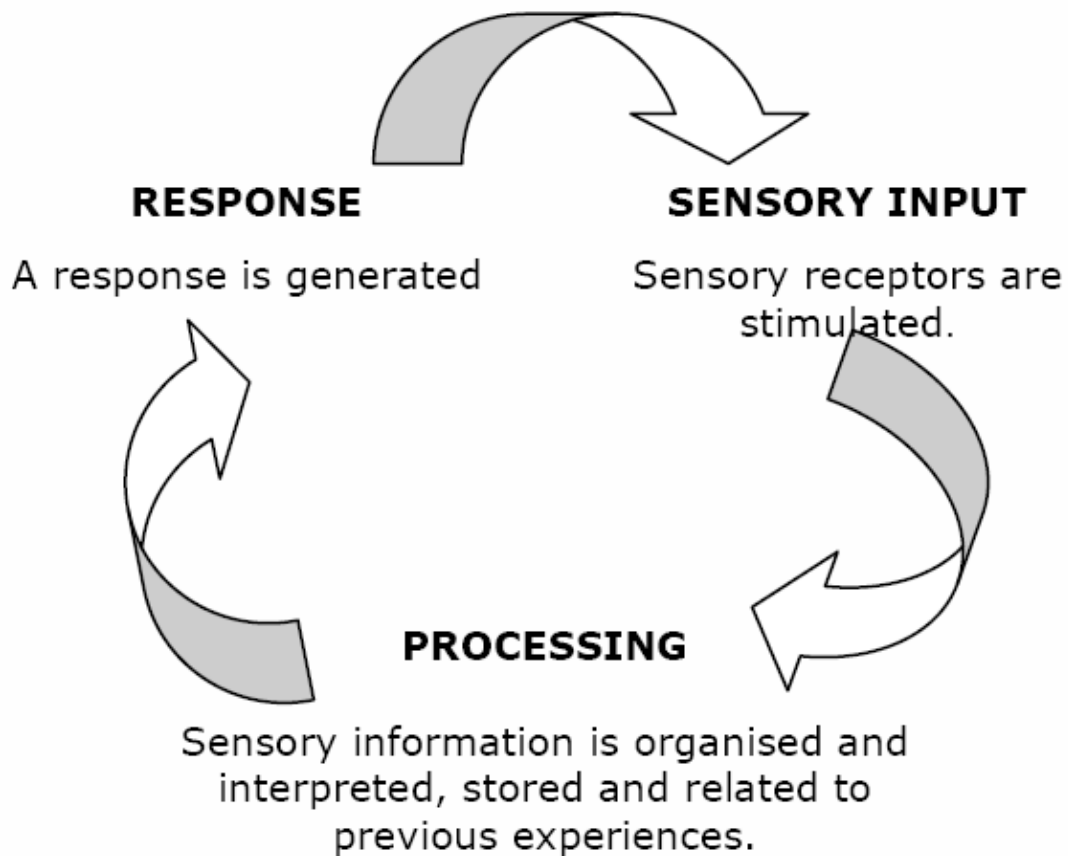 RESPONSE
A response is generated
SENSORY INPUT
Sensory receptors are
stimulated.
PROCESSING
Sensory information is organised and
interpreted, stored and related to
previous experiences.